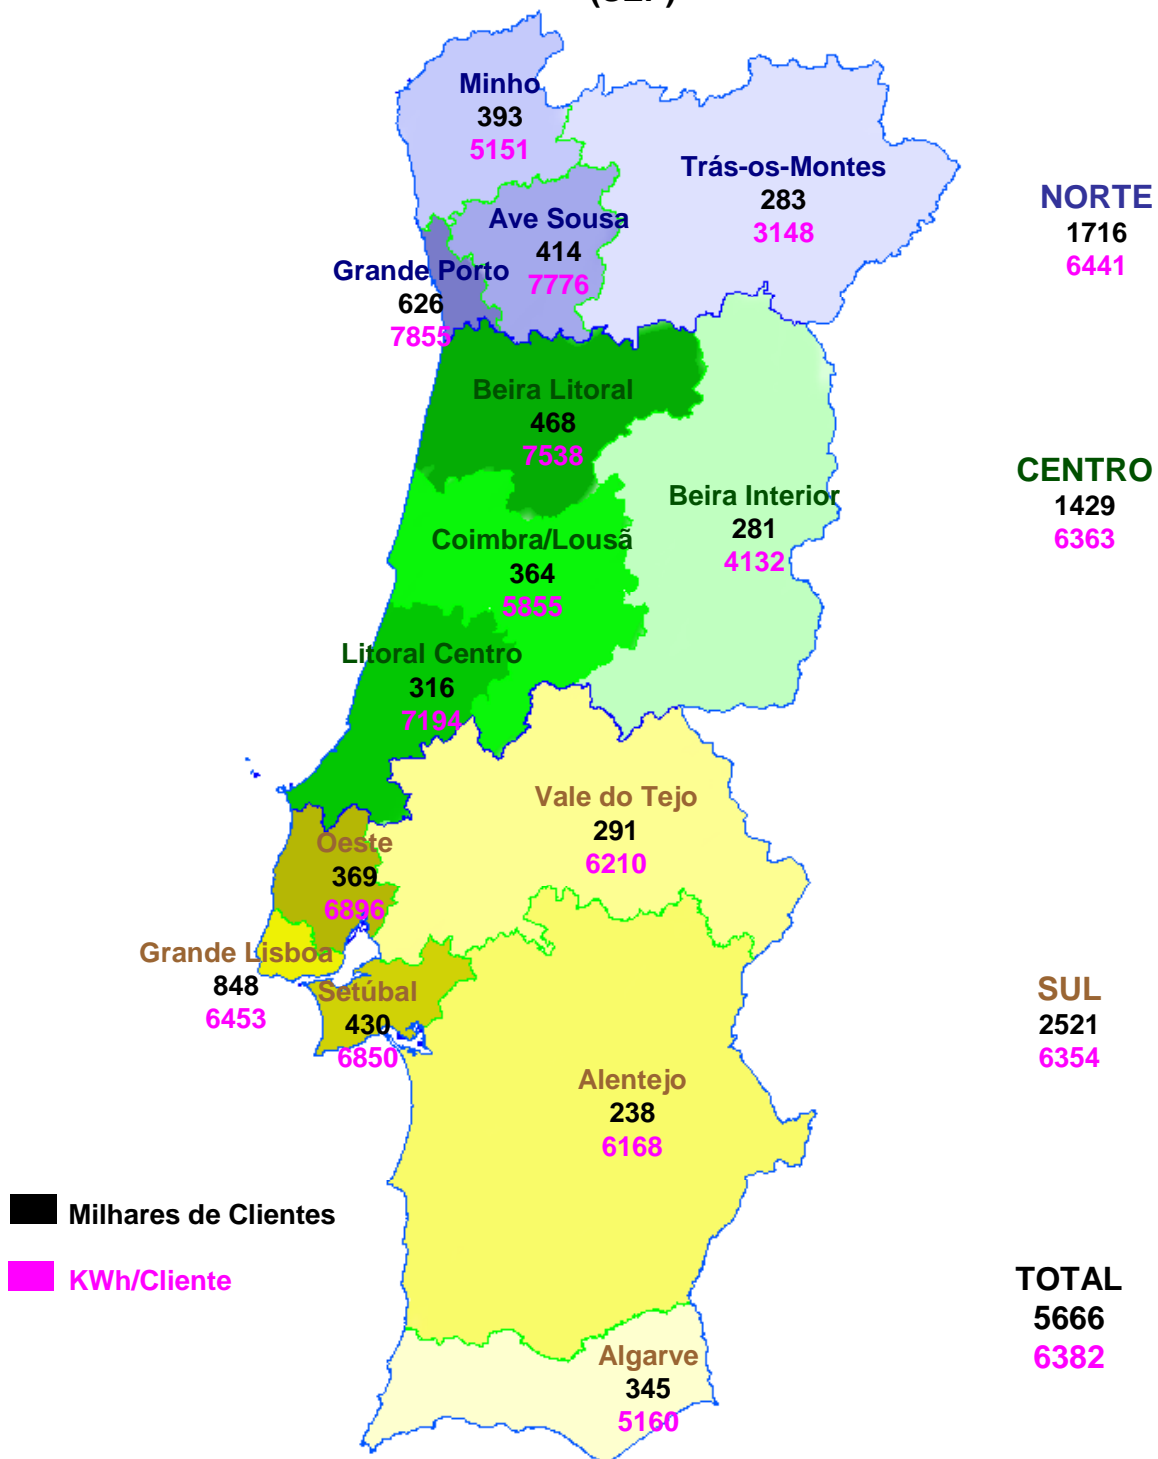 Minho
393
5151
Trás-os-Montes
283
3148
NORTE
1716
6441
Ave Sousa
414
7776
Grande Porto
626
7855
Beira Litoral
468
7538
CENTRO
1429
6363
Beira Interior
281
4132
Coimbra/Lousã
364
5855
Litoral Centro
316
7194
Vale do Tejo
291
6210
Oeste
369
6896
Grande Lisboa
848
6453
Setúbal
430
6850
SUL
2521
6354
Alentejo
238
6168
Milhares de Clientes
KWh/Cliente
TOTAL
5666
6382
Algarve
345
5160